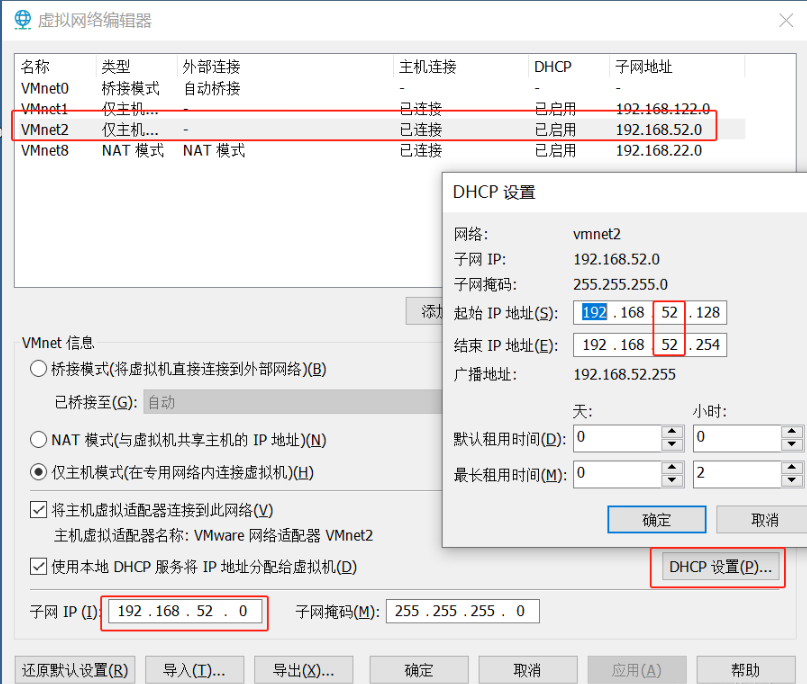 虚拟网络编辑器
名称 类型 外部连接 主机连接 DHCP 子网地址
VMnet0 桥接模式 自动桥接 - - -
VMnet1 仅主机... - 已连接 已启用 192.168.122.0
VMnet2 仅主机... - 已连接 已启用 192.168.52.0
VMnet8 NAT 模式 NAT 模式 已连接 已启用 192.168.22.0
DHCP 设置
网络: vmnet2
子网 IP: 192.168.52.0
子网掩码: 255.255.255.0
起始 IP 地址(S): 192 . 168 . 52 . 128
结束 IP 地址(E): 192 . 168 . 52 . 254
广播地址: 192.168.52.255
天: 小时:
默认租用时间(D): 0 0
最长租用时间(M): 0 2
确定 取消
添加
VMnet 信息
桥接模式(将虚拟机直接连接到外部网络)(B)
已桥接至(G): 自动
NAT 模式(与虚拟机共享主机的 IP 地址)(N)
仅主机模式(在专用网络内连接虚拟机)(H)
将主机虚拟适配器连接到此网络(V)
主机虚拟适配器名称: VMware 网络适配器 VMnet2
使用本地 DHCP 服务将 IP 地址分配给虚拟机(D)
DHCP 设置(P)...
子网 IP (I): 192 . 168 . 52 . 0 子网掩码(M): 255 . 255 . 255 . 0
还原默认设置(R) 导入(T)... 导出(X)... 确定 取消 应用(A) 帮助